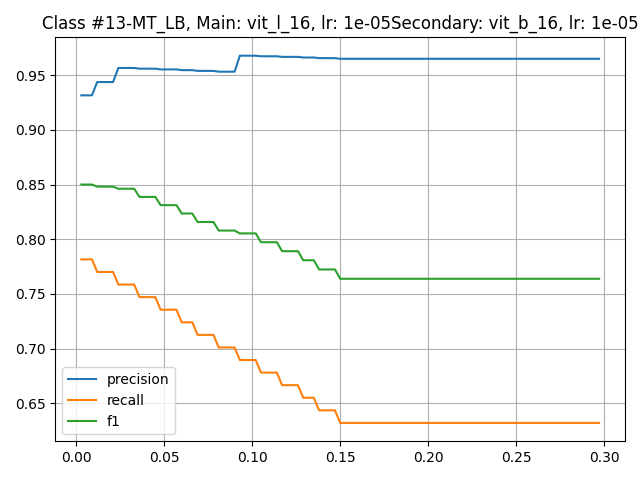 Class #13-MT_LB, Main: vit_l_16, lr: 1e-05Secondary: vit_b_16, lr: 1e-05
0.95
0.90
0.85
0.80
0.75
0.70
0.65
precision
recall
f1
0.00 0.05 0.10 0.15 0.20 0.25 0.30